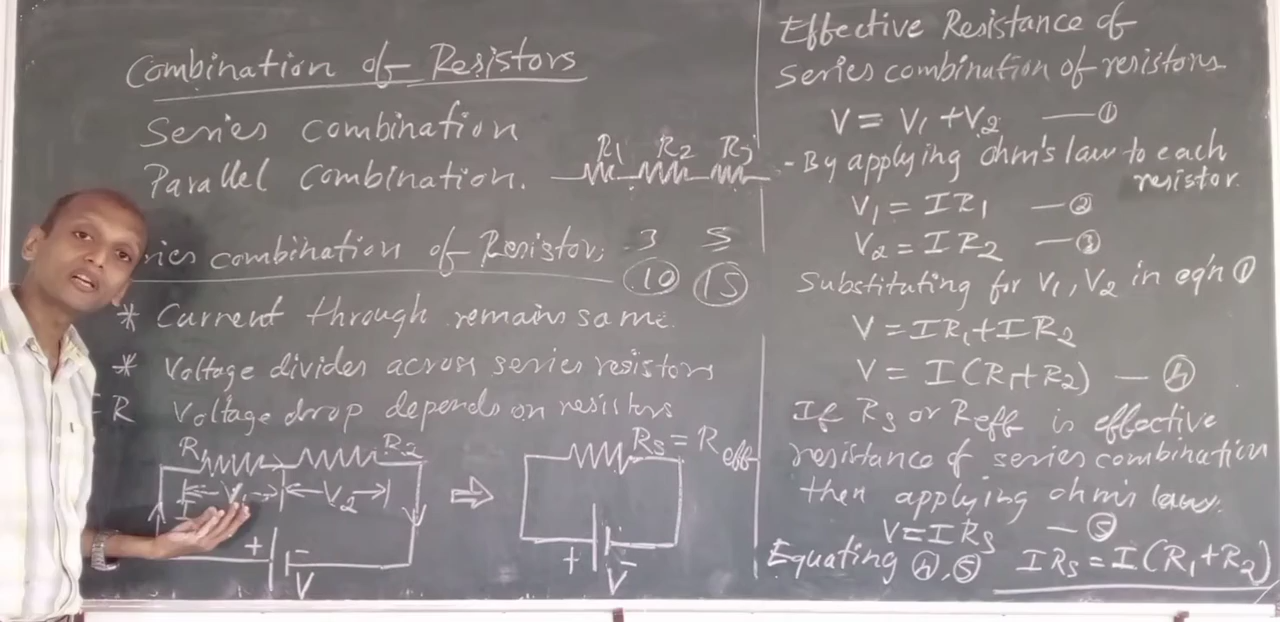 Combination of Resistors
Series combination
Parallel Combination.
R1 R2 R3
ries combination of Resistor,
3 5
10 15
* Current through remains same.
* Voltage divides across series resistors
R Voltage drop depends on resistors
R R2
V1 V2
I
+ - V
⇒
Rs = Reff
+ - V
Effective Resistance of
series combination of resistors
V = V1 + V2 — ①
- By applying ohm's law to each
resistor.
V1 = IR1 — ②
V2 = IR2 — ③
Substitutating for V1, V2 in eq'n ①
V = IR1 + IR2
V = I(R1+R2) — ④
If Rs or Reff is effective
resistance of series combination
then applying ohm's law.
V = IRs — ⑤
Equating ④, ⑤ IRs = I(R1+R2)